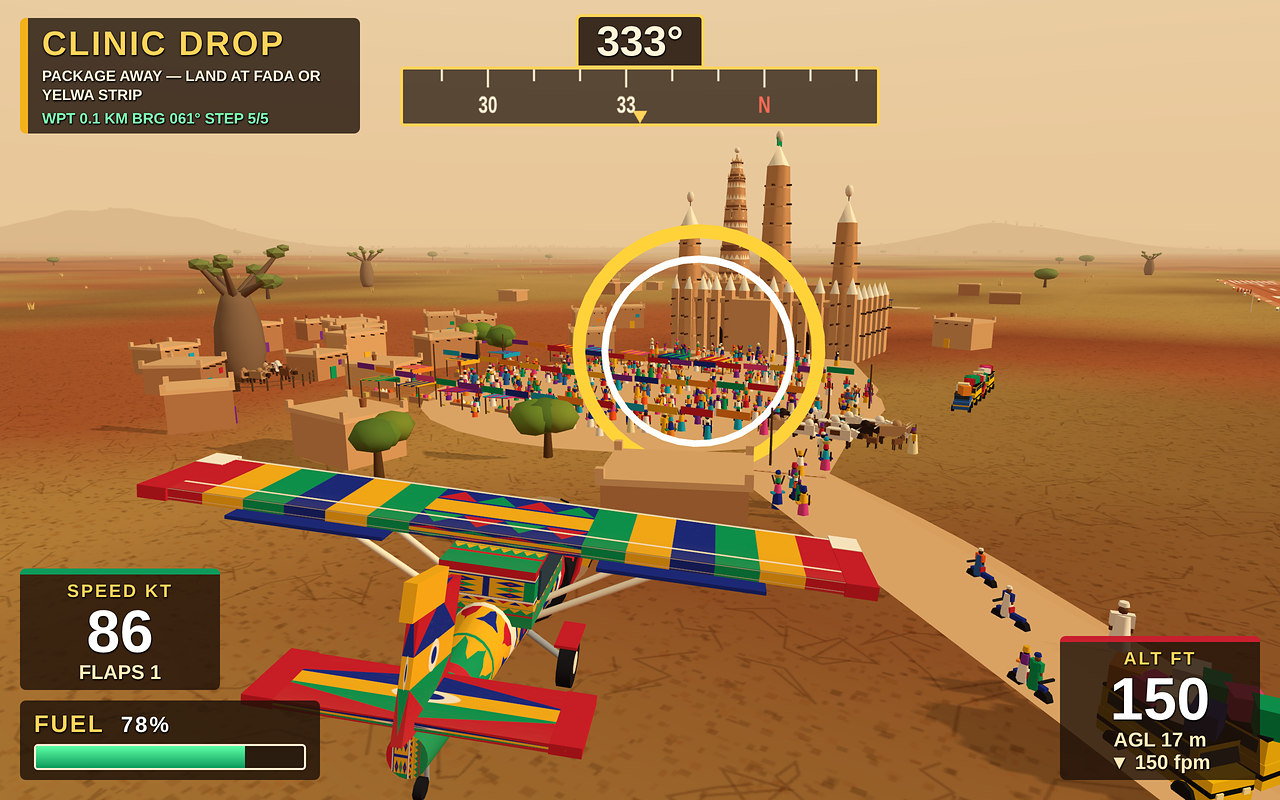 CLINIC DROP
PACKAGE AWAY — LAND AT FADA OR
YELWA STRIP
WPT 0.1 KM BRG 061° STEP 5/5
333°
30 33 N
SPEED KT
86
FLAPS 1
FUEL 78%
ALT FT
150
AGL 17 m
▼ 150 fpm